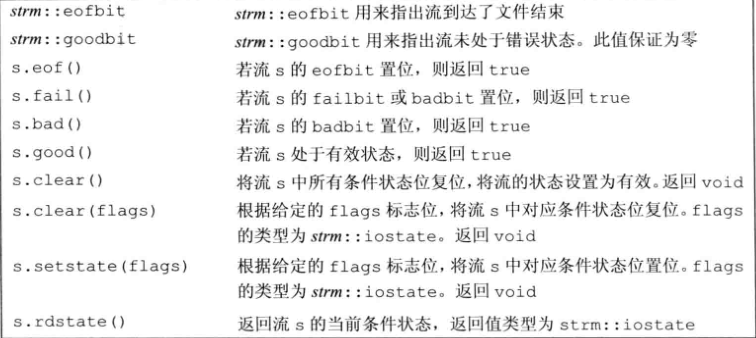 strm::eofbit strm::eofbit 用来指出流到达了文件结束
strm::goodbit strm::goodbit 用来指出流未处于错误状态。此值保证为零
s.eof() 若流 s 的 eofbit 置位，则返回 true
s.fail() 若流 s 的 failbit 或 badbit 置位，则返回 true
s.bad() 若流 s 的 badbit 置位，则返回 true
s.good() 若流 s 处于有效状态，则返回 true
s.clear() 将流 s 中所有条件状态位复位，将流的状态设置为有效。返回 void
s.clear(flags) 根据给定的 flags 标志位，将流 s 中对应条件状态位复位。flags
的类型为 strm::iostate。返回 void
s.setstate(flags) 根据给定的 flags 标志位，将流 s 中对应条件状态位置位。flags
的类型为 strm::iostate。返回 void
s.rdstate() 返回流 s 的当前条件状态，返回值类型为 strm::iostate